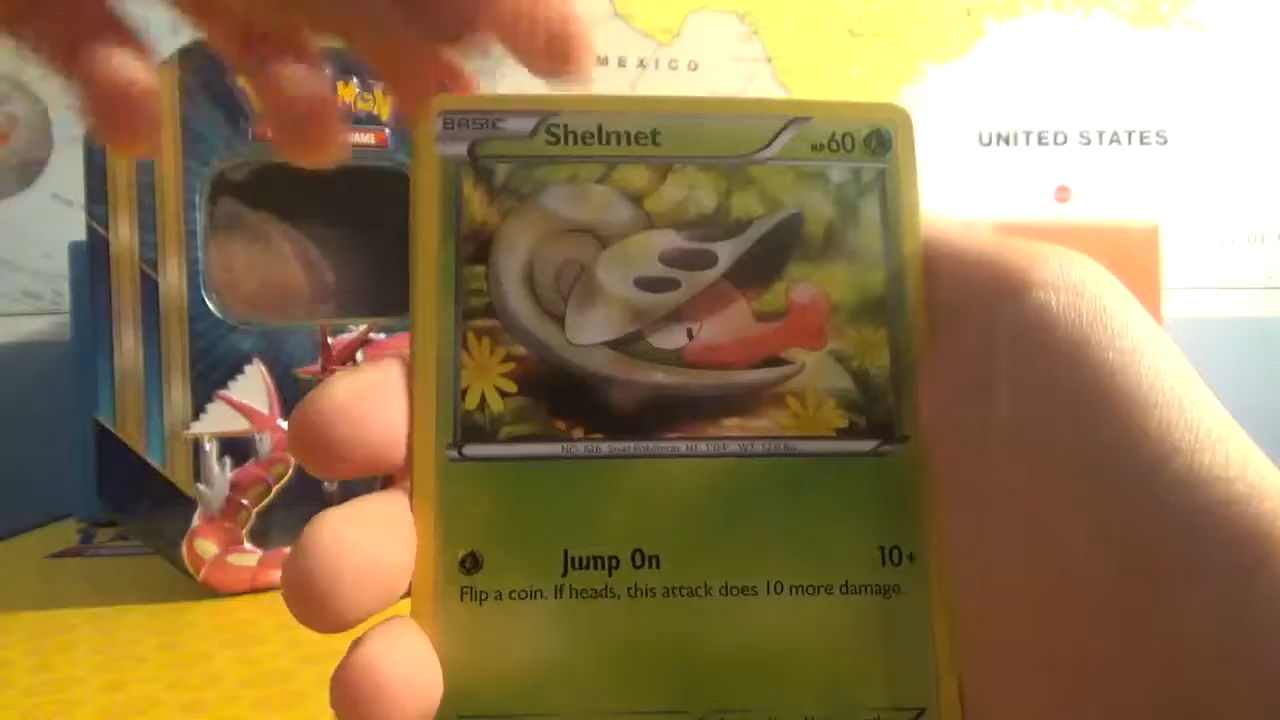 MEXICO
UNITED STATES
BASIC
Shelmet
HP60
Jump On
10+
Flip a coin. If heads, this attack does 10 more damage.